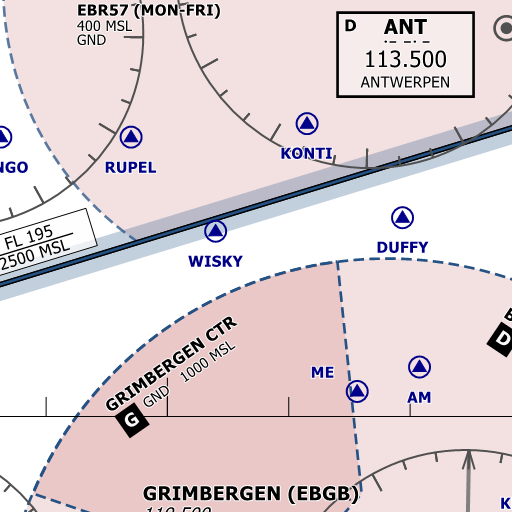 EBR57 (MON-FRI)
400 MSL
GND
D
ANT
113.500
ANTWERPEN
NGO
RUPEL
KONTI
FL 195
2500 MSL
WISKY
DUFFY
GRIMBERGEN CTR
GND 1000 MSL
G
D
ME
AM
GRIMBERGEN (EBGB)
K